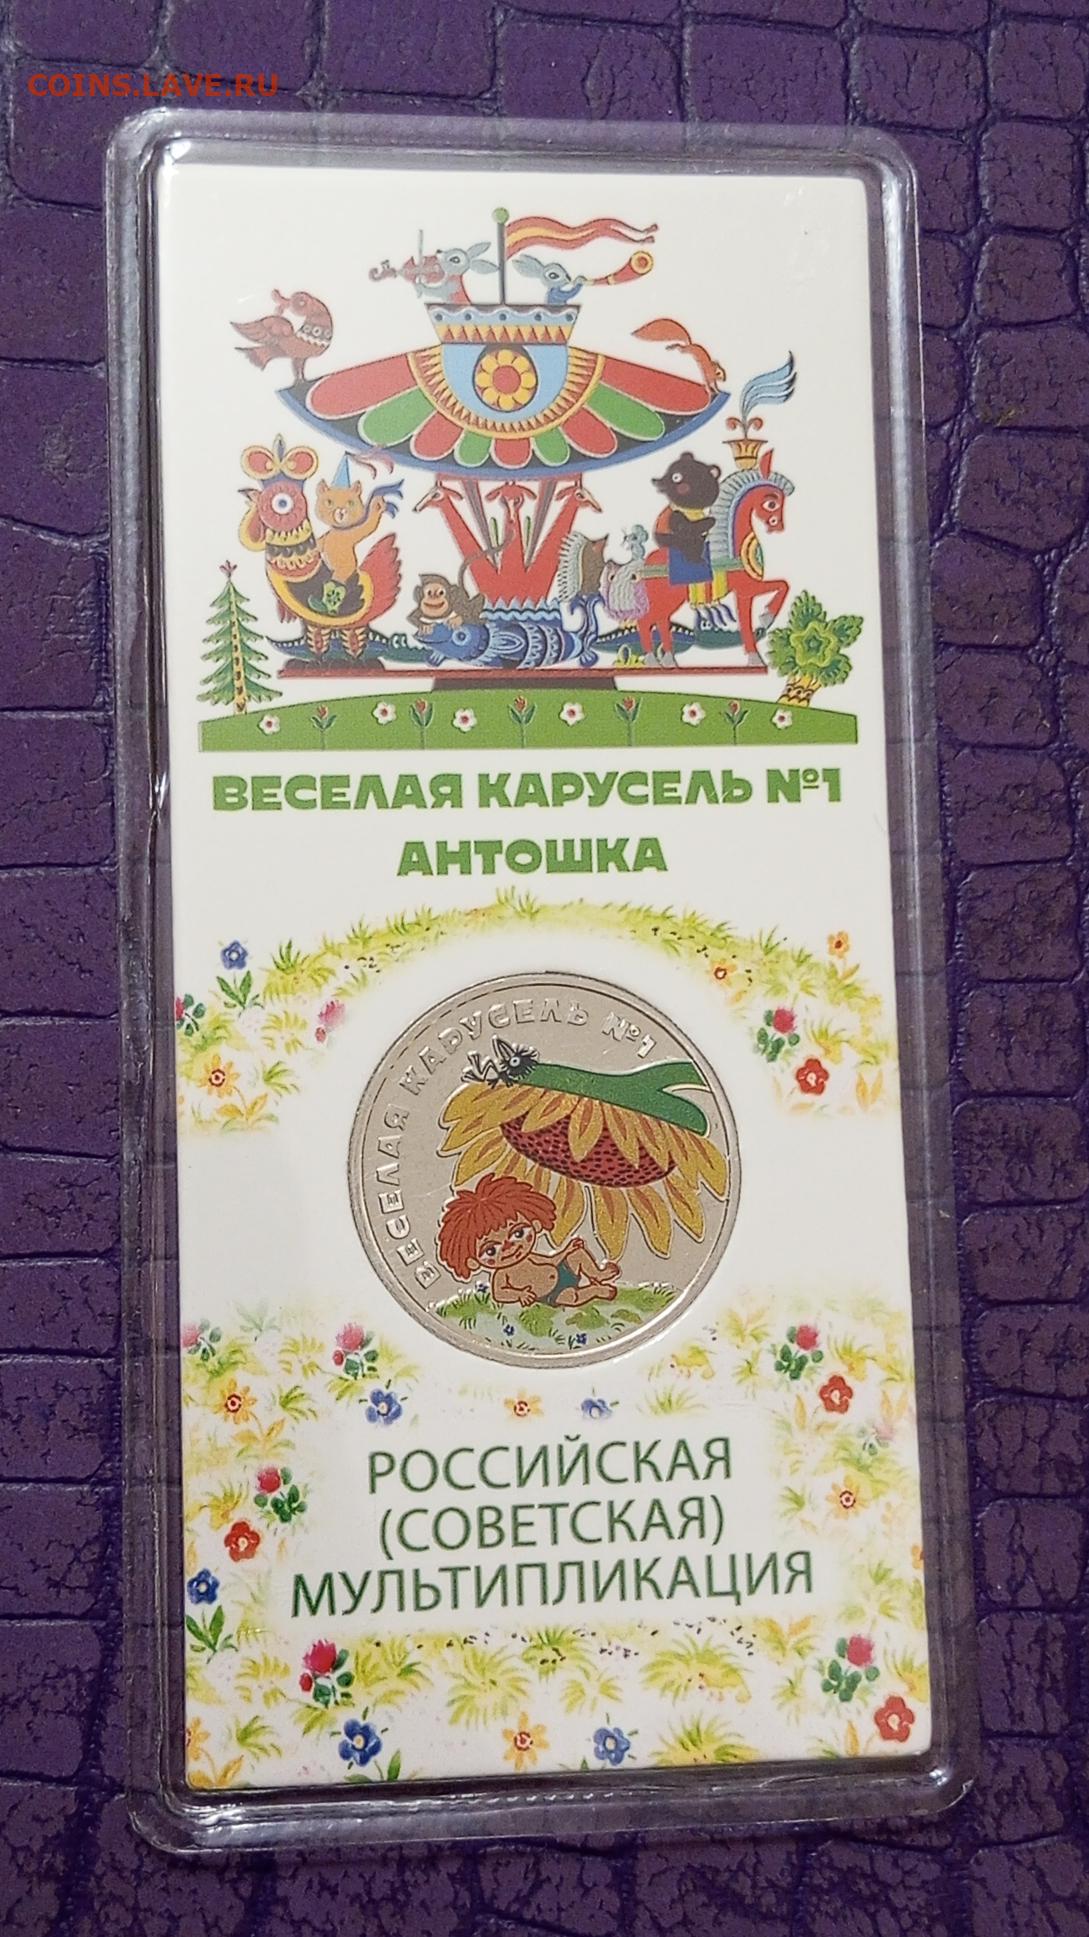 COINS.LAVE.RU
ВЕСЕЛАЯ КАРУСЕЛЬ №1
АНТОШКА
ВЕСЕЛАЯ КАРУСЕЛЬ №1
РОССИЙСКАЯ
(СОВЕТСКАЯ)
МУЛЬТИПЛИКАЦИЯ